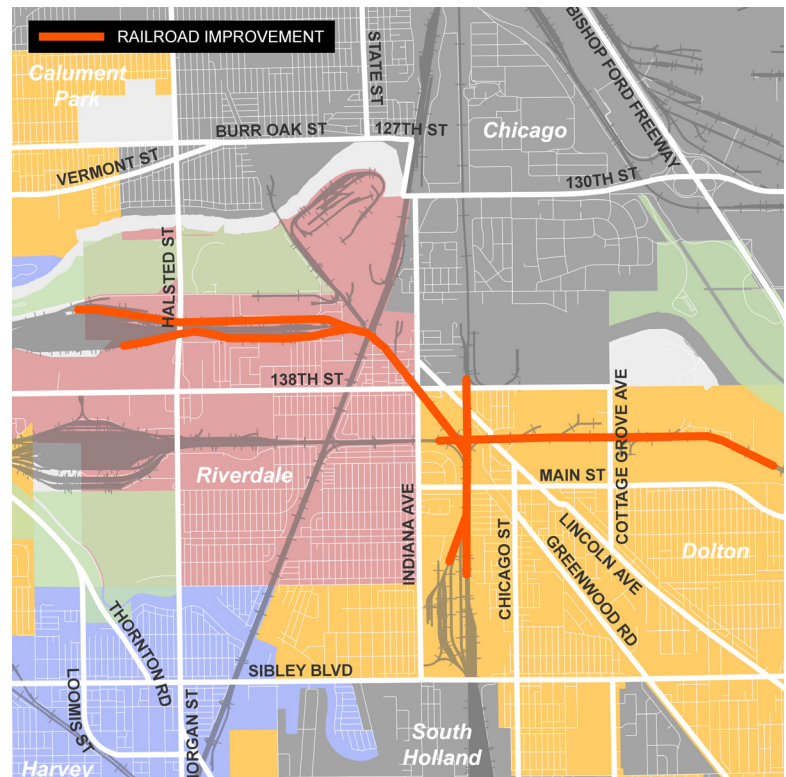 RAILROAD IMPROVEMENT
Calument
Park
STATE ST
BISHOP FORD FREEWAY
BURR OAK ST
127TH ST
Chicago
VERMONT ST
130TH ST
HALSTED ST
138TH ST
COTTAGE GROVE AVE
Riverdale
MAIN ST
INDIANA AVE
CHICAGO ST
LINCOLN AVE
GREENWOOD RD
Dolton
THORNTON RD
LOOMIS ST
SIBLEY BLVD
MORGAN ST
South
Holland
Harvey